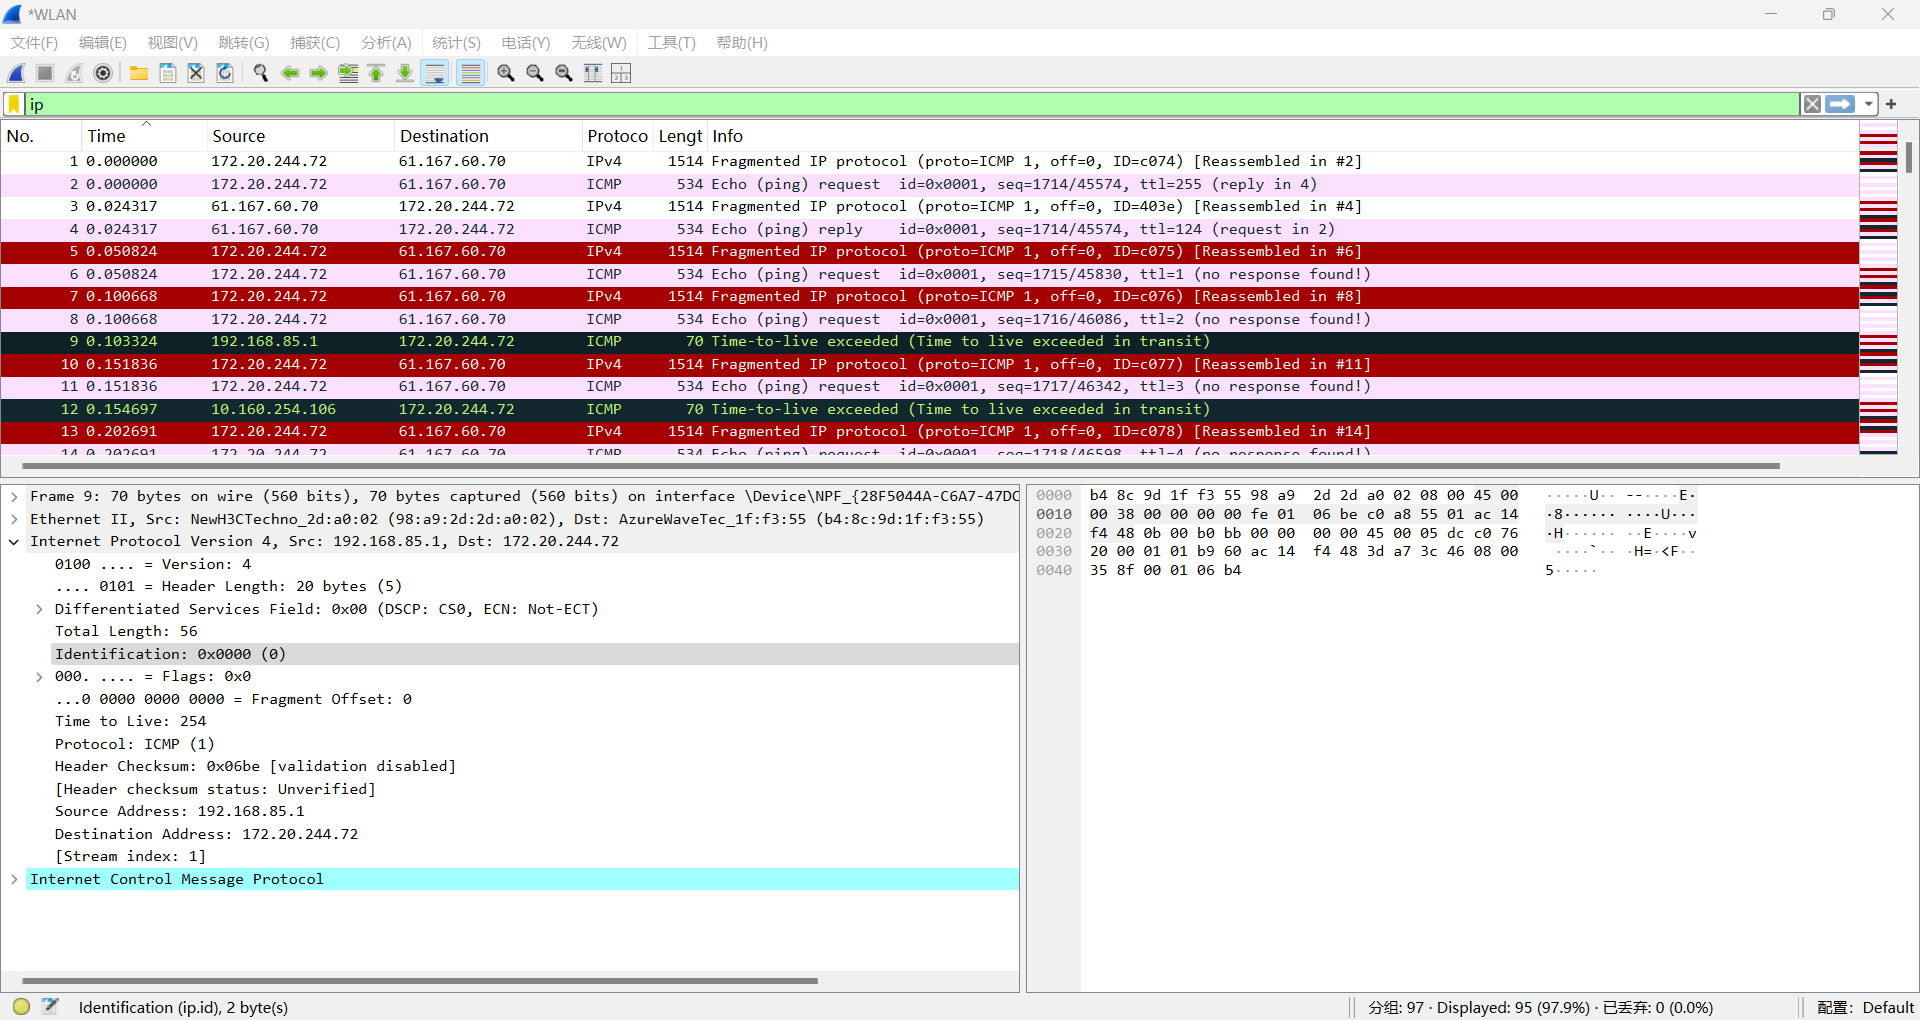 *WLAN
文件(F) 编辑(E) 视图(V) 跳转(G) 捕获(C) 分析(A) 统计(S) 电话(Y) 无线(W) 工具(T) 帮助(H)
ip
No. Time Source Destination Protoco Lengt Info
1 0.000000 172.20.244.72 61.167.60.70 IPv4 1514 Fragmented IP protocol (proto=ICMP 1, off=0, ID=c074) [Reassembled in #2]
2 0.000000 172.20.244.72 61.167.60.70 ICMP 534 Echo (ping) request id=0x0001, seq=1714/45574, ttl=255 (reply in 4)
3 0.024317 61.167.60.70 172.20.244.72 IPv4 1514 Fragmented IP protocol (proto=ICMP 1, off=0, ID=403e) [Reassembled in #4]
4 0.024317 61.167.60.70 172.20.244.72 ICMP 534 Echo (ping) reply id=0x0001, seq=1714/45574, ttl=124 (request in 2)
5 0.050824 172.20.244.72 61.167.60.70 IPv4 1514 Fragmented IP protocol (proto=ICMP 1, off=0, ID=c075) [Reassembled in #6]
6 0.050824 172.20.244.72 61.167.60.70 ICMP 534 Echo (ping) request id=0x0001, seq=1715/45830, ttl=1 (no response found!)
7 0.100668 172.20.244.72 61.167.60.70 IPv4 1514 Fragmented IP protocol (proto=ICMP 1, off=0, ID=c076) [Reassembled in #8]
8 0.100668 172.20.244.72 61.167.60.70 ICMP 534 Echo (ping) request id=0x0001, seq=1716/46086, ttl=2 (no response found!)
9 0.103324 192.168.85.1 172.20.244.72 ICMP 70 Time-to-live exceeded (Time to live exceeded in transit)
10 0.151836 172.20.244.72 61.167.60.70 IPv4 1514 Fragmented IP protocol (proto=ICMP 1, off=0, ID=c077) [Reassembled in #11]
11 0.151836 172.20.244.72 61.167.60.70 ICMP 534 Echo (ping) request id=0x0001, seq=1717/46342, ttl=3 (no response found!)
12 0.154697 10.160.254.106 172.20.244.72 ICMP 70 Time-to-live exceeded (Time to live exceeded in transit)
13 0.202691 172.20.244.72 61.167.60.70 IPv4 1514 Fragmented IP protocol (proto=ICMP 1, off=0, ID=c078) [Reassembled in #14]
14 0.202691 172.20.244.72 61.167.60.70 ICMP 534 Echo (ping) request id=0x0001, seq=1718/46598, ttl=4 (no response found!)
Frame 9: 70 bytes on wire (560 bits), 70 bytes captured (560 bits) on interface \Device\NPF_{28F5044A-C6A7-47DC
Ethernet II, Src: NewH3CTechno_2d:a0:02 (98:a9:2d:2d:a0:02), Dst: AzureWaveTec_1f:f3:55 (b4:8c:9d:1f:f3:55)
Internet Protocol Version 4, Src: 192.168.85.1, Dst: 172.20.244.72
0100 .... = Version: 4
.... 0101 = Header Length: 20 bytes (5)
Differentiated Services Field: 0x00 (DSCP: CS0, ECN: Not-ECT)
Total Length: 56
Identification: 0x0000 (0)
000. .... = Flags: 0x0
...0 0000 0000 0000 = Fragment Offset: 0
Time to Live: 254
Protocol: ICMP (1)
Header Checksum: 0x06be [validation disabled]
[Header checksum status: Unverified]
Source Address: 192.168.85.1
Destination Address: 172.20.244.72
[Stream index: 1]
Internet Control Message Protocol
0000 b4 8c 9d 1f f3 55 98 a9 2d 2d a0 02 08 00 45 00 ·····U·· --····E·
0010 00 38 00 00 00 00 fe 01 06 be c0 a8 55 01 ac 14 ·8······ ····U···
0020 f4 48 0b 00 b0 bb 00 00 00 00 45 00 05 dc c0 76 ·H······ ··E····v
0030 20 00 01 01 b9 60 ac 14 f4 48 3d a7 3c 46 08 00 ····`·· ·H=·<F··
0040 35 8f 00 01 06 b4 5·····
Identification (ip.id), 2 byte(s)
分组: 97 · Displayed: 95 (97.9%) · 已丢弃: 0 (0.0%)
配置: Default